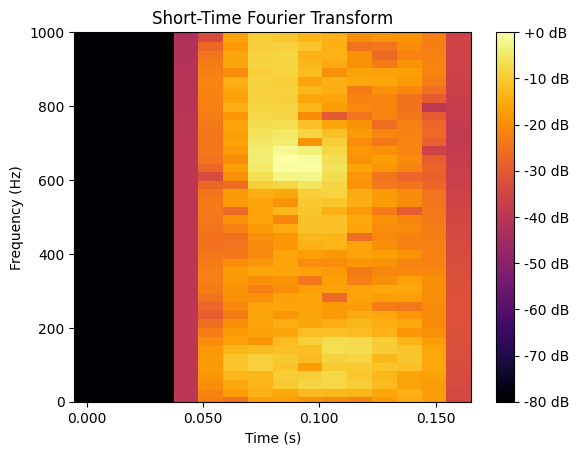 Short-Time Fourier Transform
1000
800
600
400
200
0
Frequency (Hz)
0.000
0.050
0.100
0.150
Time (s)
+0 dB
-10 dB
-20 dB
-30 dB
-40 dB
-50 dB
-60 dB
-70 dB
-80 dB